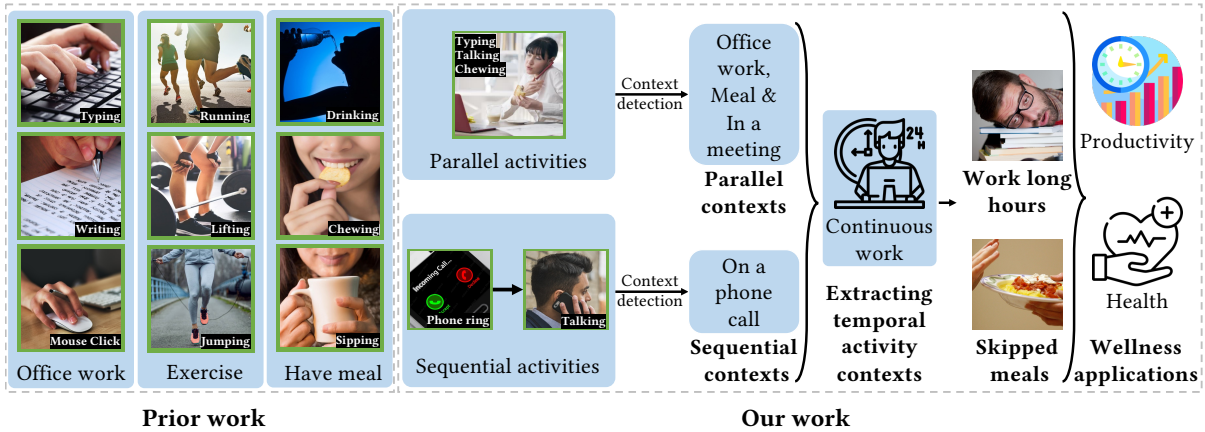 Typing
Running
Drinking
Writing
Lifting
Chewing
Mouse Click
Jumping
Sipping
Office work
Exercise
Have meal
Prior work
Typing
Talking
Chewing
Parallel activities
Context
detection
Office
work,
Meal &
In a
meeting
Parallel
contexts
Incoming Call...
Phone ring
Talking
Sequential activities
Context
detection
On a
phone
call
Sequential
contexts
24
H
Continuous
work
Extracting
temporal
activity
contexts
Work long
hours
Skipped
meals
Productivity
Health
Wellness
applications
Our work